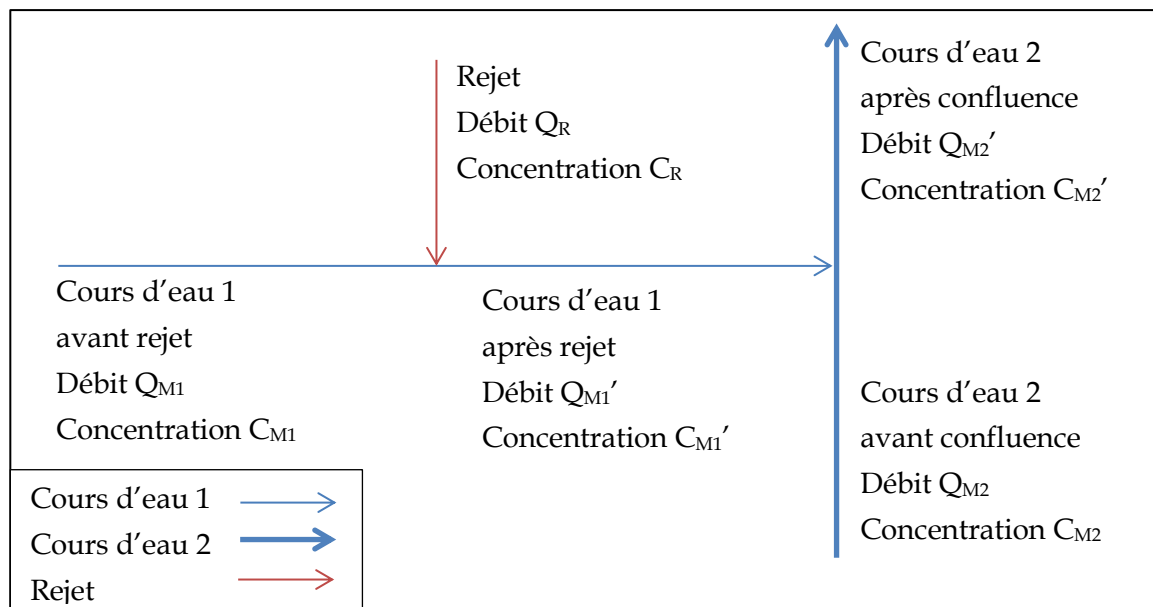 Rejet
Débit QR
Concentration CR
Cours d’eau 2
après confluence
Débit QM2’
Concentration CM2’
Cours d’eau 1
avant rejet
Débit QM1
Concentration CM1
Cours d’eau 1
après rejet
Débit QM1’
Concentration CM1’
Cours d’eau 2
avant confluence
Débit QM2
Concentration CM2
Cours d’eau 1
Cours d’eau 2
Rejet